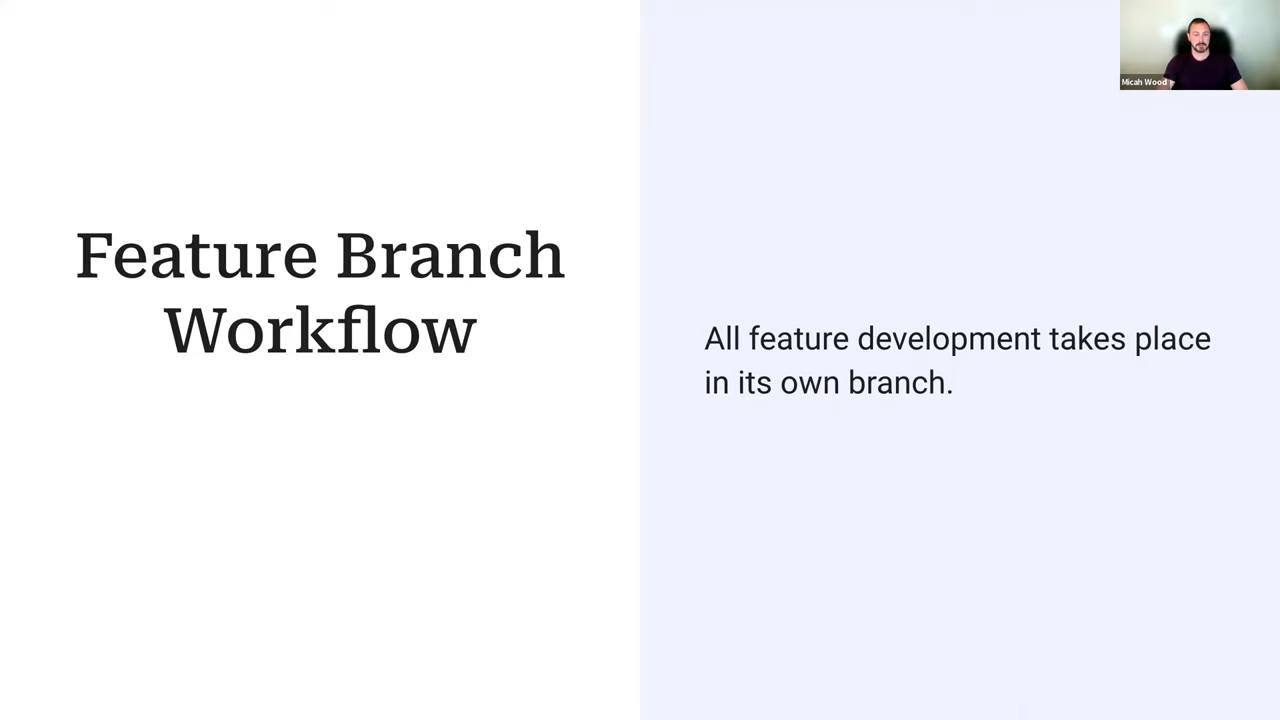 Feature Branch
Workflow
All feature development takes place
in its own branch.
Micah Wood